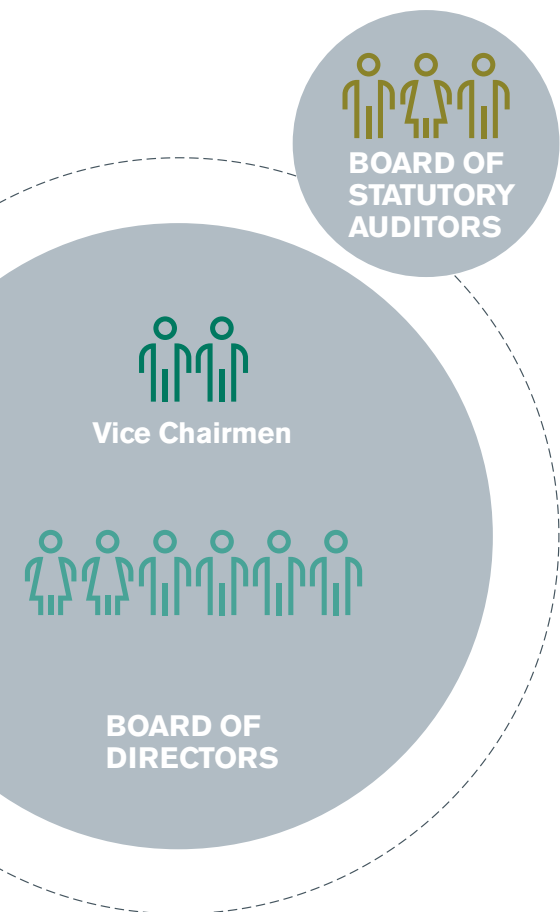 BOARD OF
STATUTORY
AUDITORS
Vice Chairmen
BOARD OF
DIRECTORS